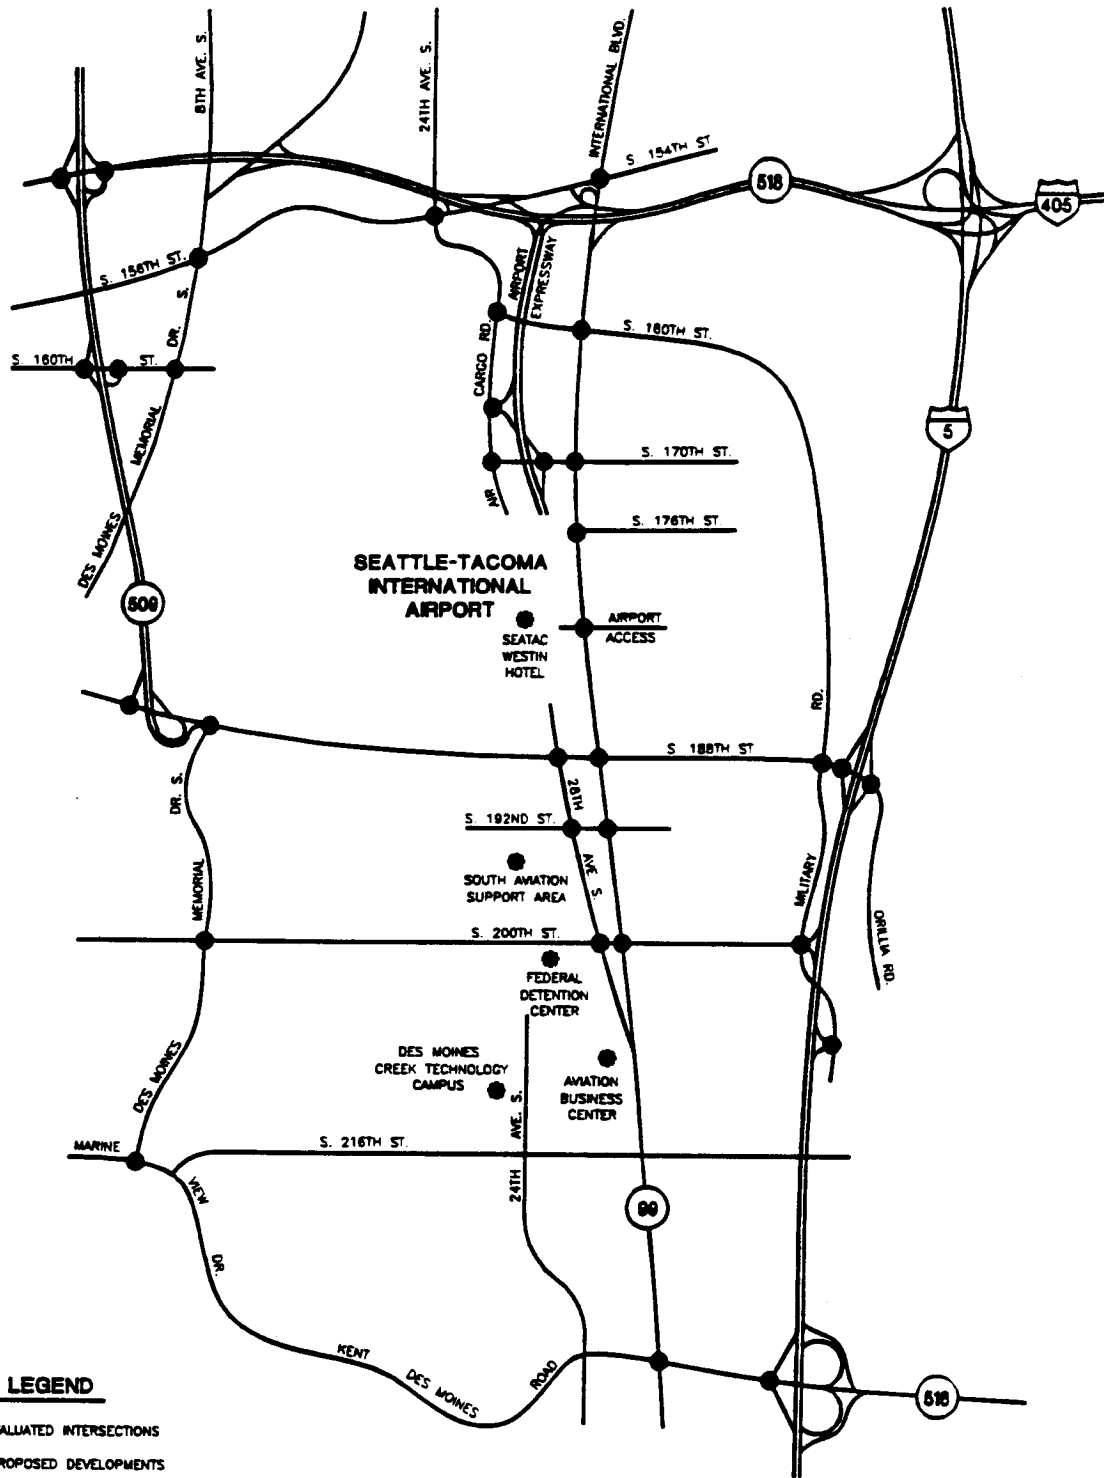 8TH AVE. S.
24TH AVE. S.
INTERNATIONAL BLVD.
S 154TH ST
518
405
S. 156TH ST.
DES MOINES MEMORIAL DR. S.
AIRPORT
EXPRESSWAY
AIR CARGO RD.
S. 160TH ST.
S. 160TH ST.
5
S. 170TH ST.
S. 176TH ST.
SEATTLE-TACOMA
INTERNATIONAL
AIRPORT
509
AIRPORT
ACCESS
SEATAC
WESTIN
HOTEL
S 188TH ST
MILITARY RD.
28TH AVE. S.
S. 192ND ST.
DES MOINES MEMORIAL DR. S.
SOUTH AVIATION
SUPPORT AREA
ORILLIA RD.
S. 200TH ST.
FEDERAL
DETENTION
CENTER
DES MOINES
CREEK TECHNOLOGY
CAMPUS
AVIATION
BUSINESS
CENTER
24TH AVE. S.
S. 216TH ST.
MARINE VIEW DR.
99
KENT DES MOINES ROAD
516
LEGEND
ALUATED INTERSECTIONS
ROPOSED DEVELOPMENTS